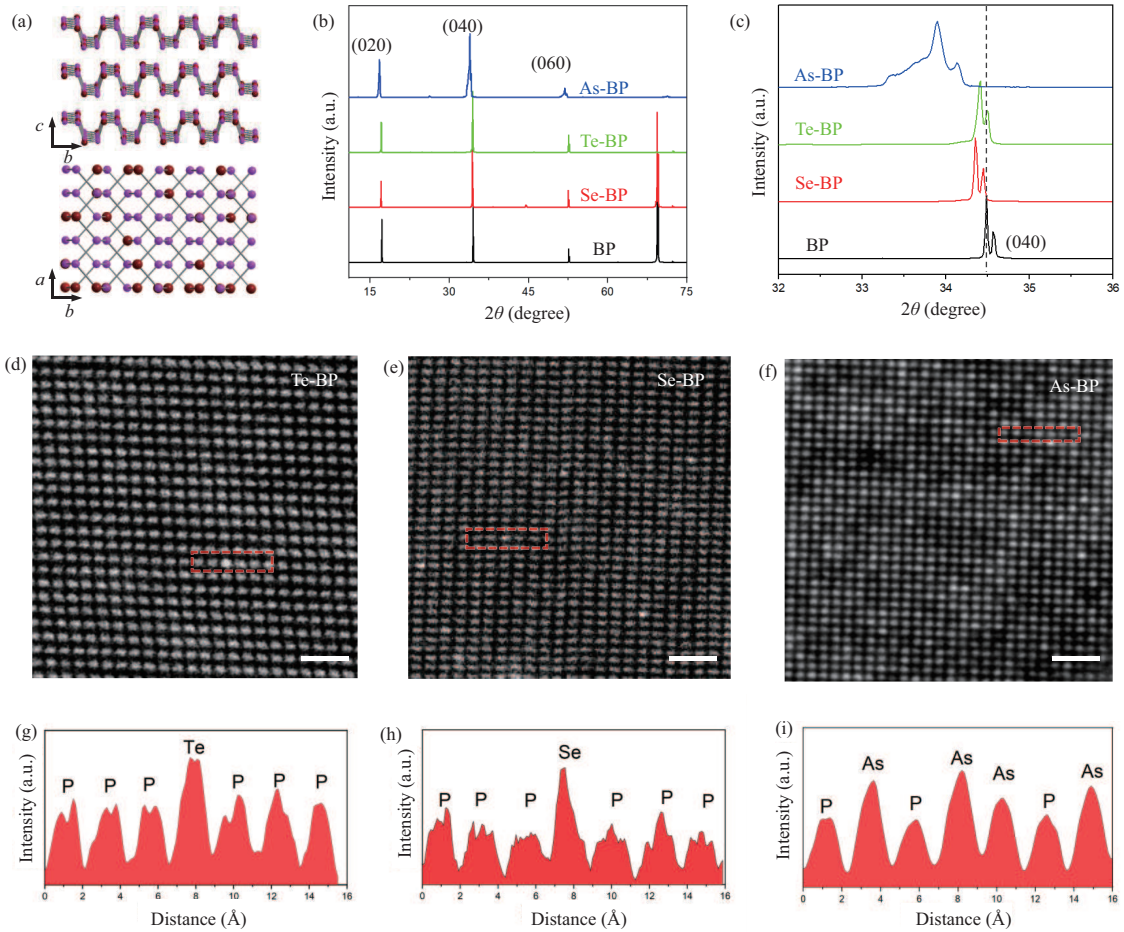 (a)
c
b
a
b
(b)
(020)
(040)
(060)
As-BP
Te-BP
Se-BP
BP
Intensity (a.u.)
15 30 45 60 75
2θ (degree)
(c)
As-BP
Te-BP
Se-BP
BP
(040)
Intensity (a.u.)
32 33 34 35 36
2θ (degree)
(d)
Te-BP
(e)
Se-BP
(f)
As-BP
(g)
P P P Te P P P
Intensity (a.u.)
0 2 4 6 8 10 12 14 16
Distance (Å)
(h)
P P P Se P P P
Intensity (a.u.)
0 2 4 6 8 10 12 14 16
Distance (Å)
(i)
P As P As As P As
Intensity (a.u.)
0 2 4 6 8 10 12 14 16
Distance (Å)